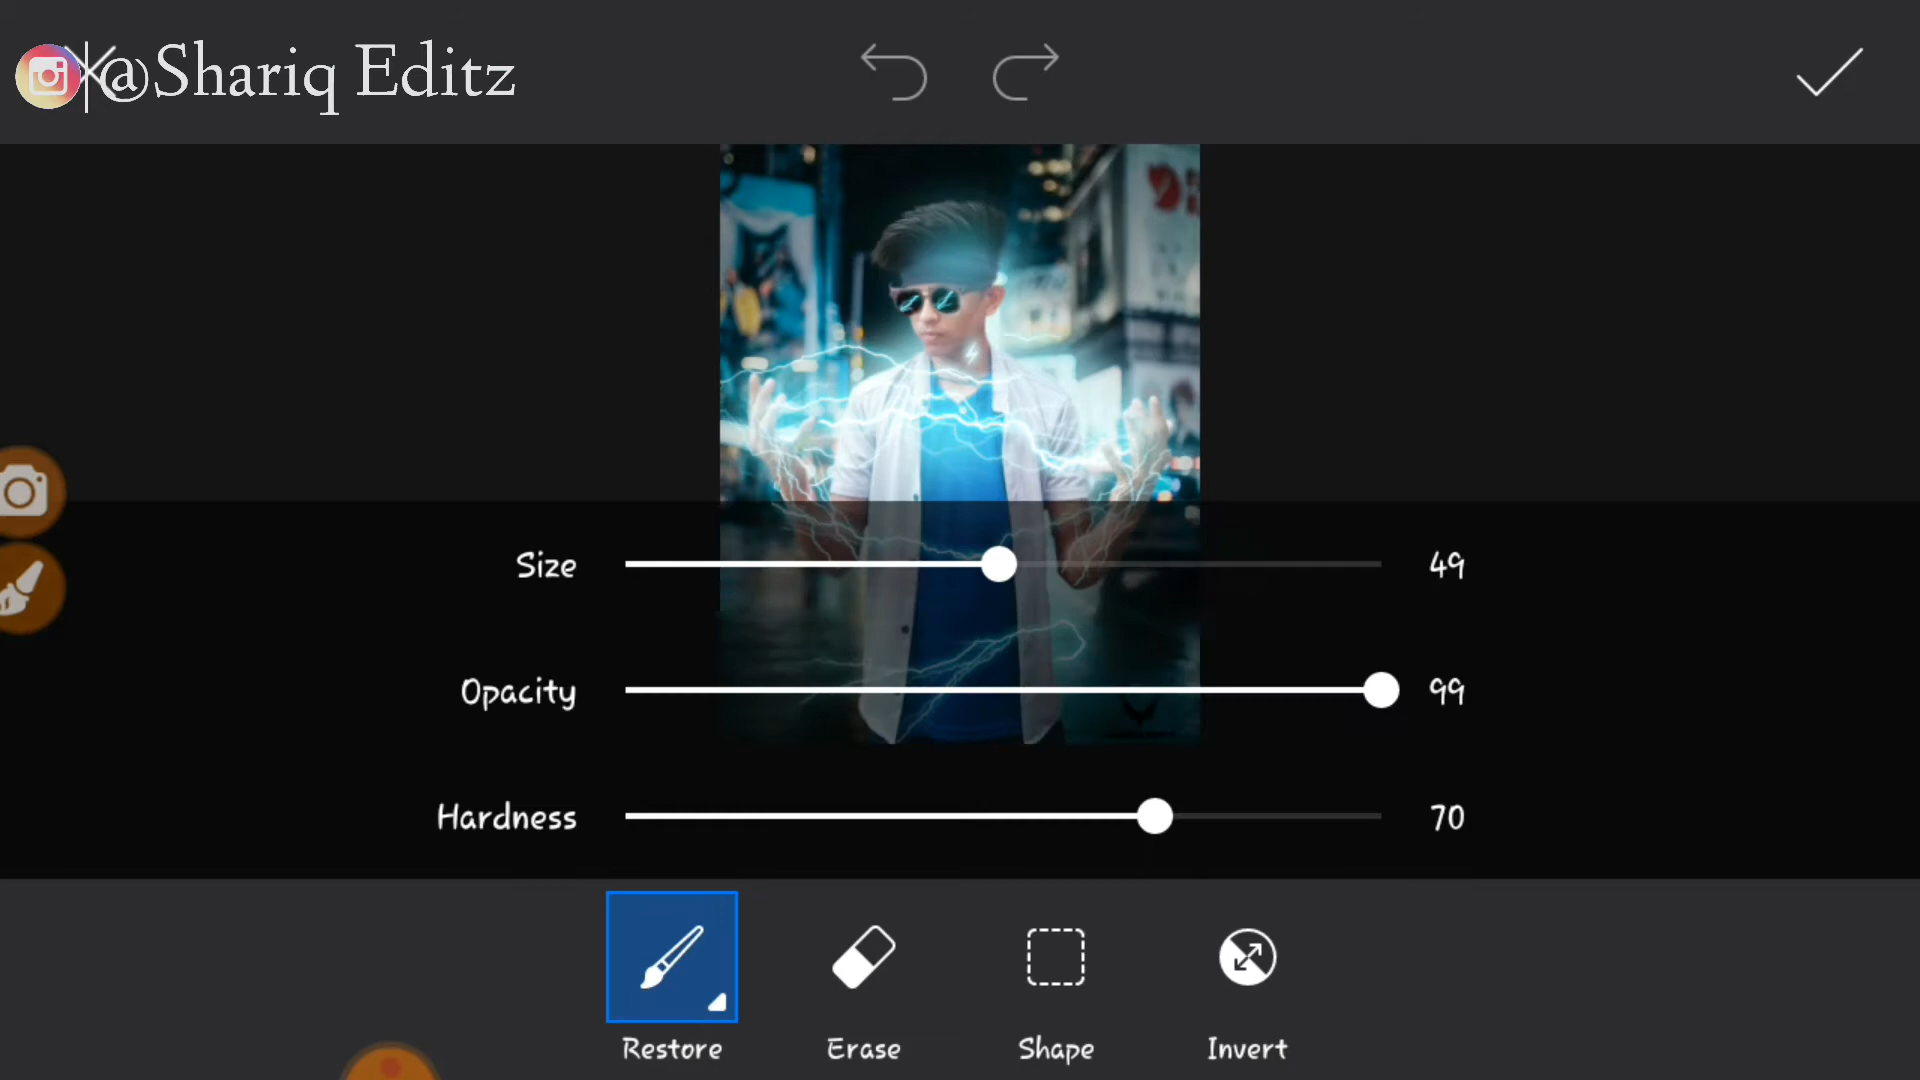 @Shariq Editz
Size 49
Opacity 99
Hardness 70
Restore Erase Shape Invert